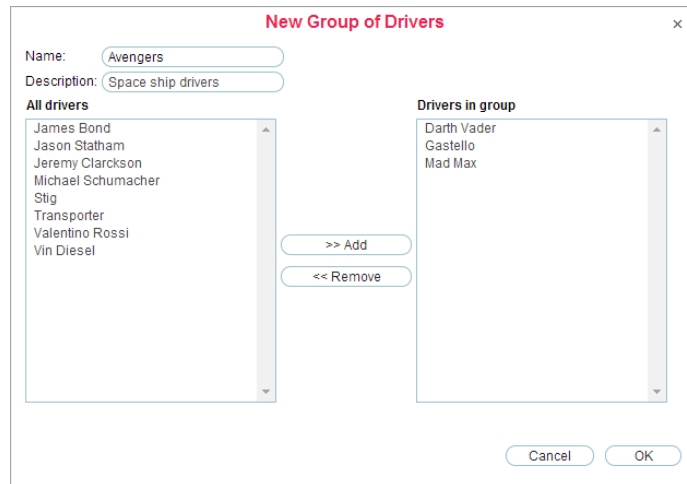 New Group of Drivers
×
Name: Avengers
Description: Space ship drivers
All drivers
James Bond
Jason Statham
Jeremy Clarckson
Michael Schumacher
Stig
Transporter
Valentino Rossi
Vin Diesel
>> Add
<< Remove
Drivers in group
Darth Vader
Gastello
Mad Max
Cancel
OK